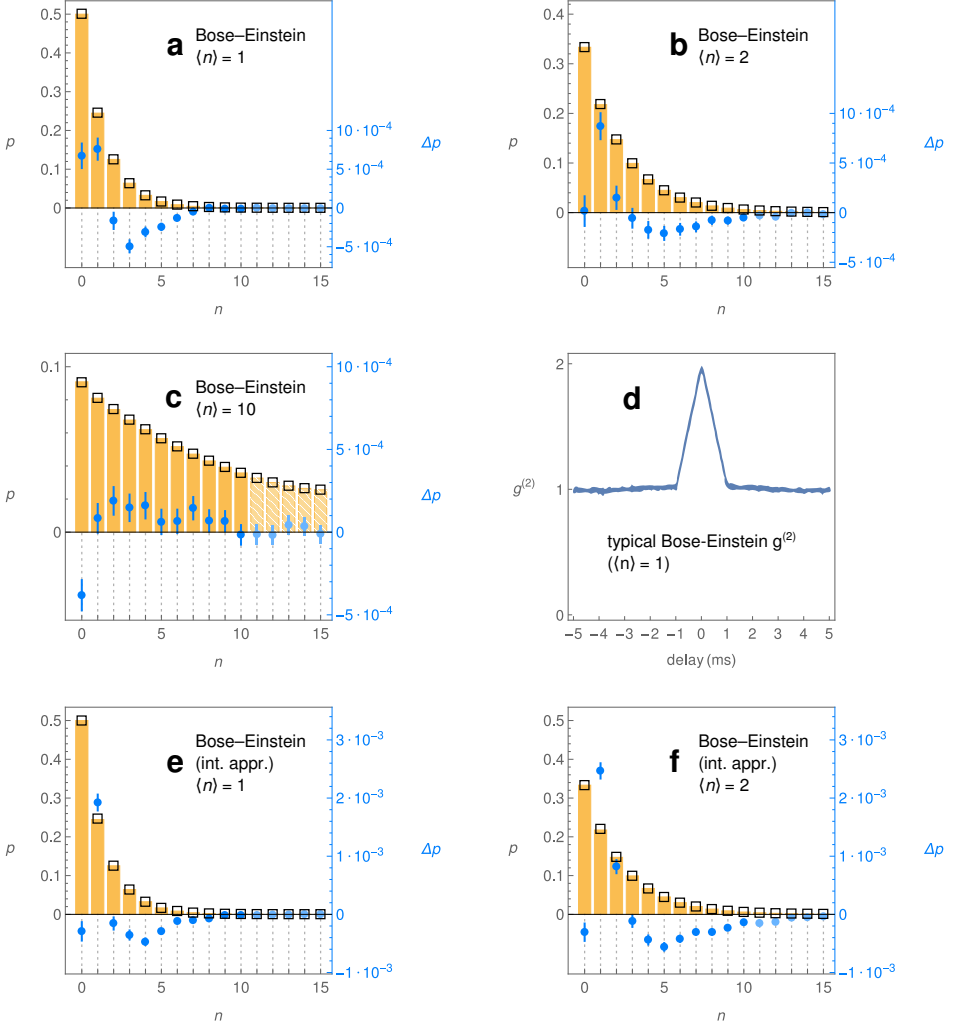 a
Bose–Einstein
⟨n⟩ = 1
0.5
0.4
0.3
0.2
0.1
0
p
10·10⁻⁴
5·10⁻⁴
0
−5·10⁻⁴
Δp
0 5 10 15
n
b
Bose–Einstein
⟨n⟩ = 2
0.4
0.3
0.2
0.1
0
p
10·10⁻⁴
5·10⁻⁴
0
−5·10⁻⁴
Δp
0 5 10 15
n
c
Bose–Einstein
⟨n⟩ = 10
0.1
0
p
10·10⁻⁴
5·10⁻⁴
0
−5·10⁻⁴
Δp
0 5 10 15
n
d
2
1
0
g⁽²⁾
typical Bose-Einstein g⁽²⁾
(⟨n⟩ = 1)
−5 −4 −3 −2 −1 0 1 2 3 4 5
delay (ms)
e
Bose–Einstein
(int. appr.)
⟨n⟩ = 1
0.5
0.4
0.3
0.2
0.1
0
p
3·10⁻³
2·10⁻³
1·10⁻³
0
−1·10⁻³
Δp
0 5 10 15
n
f
Bose–Einstein
(int. appr.)
⟨n⟩ = 2
0.5
0.4
0.3
0.2
0.1
0
p
3·10⁻³
2·10⁻³
1·10⁻³
0
−1·10⁻³
Δp
0 5 10 15
n